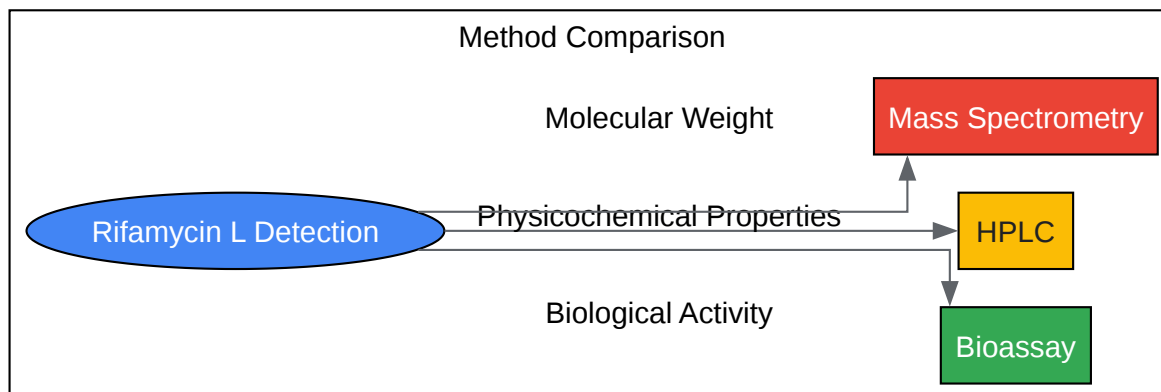 Method Comparison
Molecular Weight
Mass Spectrometry
Rifamycin L Detection
Physicochemical Properties
HPLC
Biological Activity
Bioassay